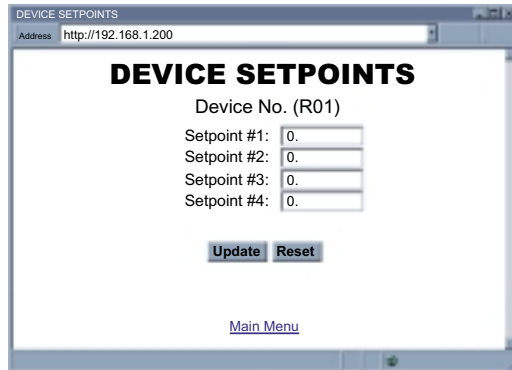 DEVICE SETPOINTS
Address http://192.168.1.200
DEVICE SETPOINTS
Device No. (R01)
Setpoint #1: 0.
Setpoint #2: 0.
Setpoint #3: 0.
Setpoint #4: 0.
Update Reset
Main Menu